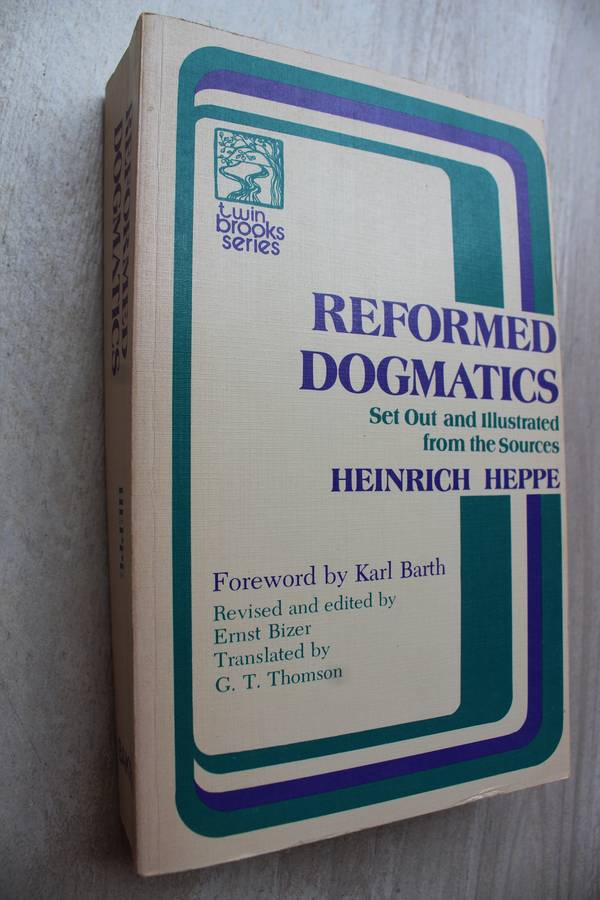 REFORMED
DOGMATICS
twin
brooks
series
REFORMED
DOGMATICS
Set Out and Illustrated
from the Sources
HEINRICH HEPPE
Foreword by Karl Barth
Revised and edited by
Ernst Bizer
Translated by
G. T. Thomson